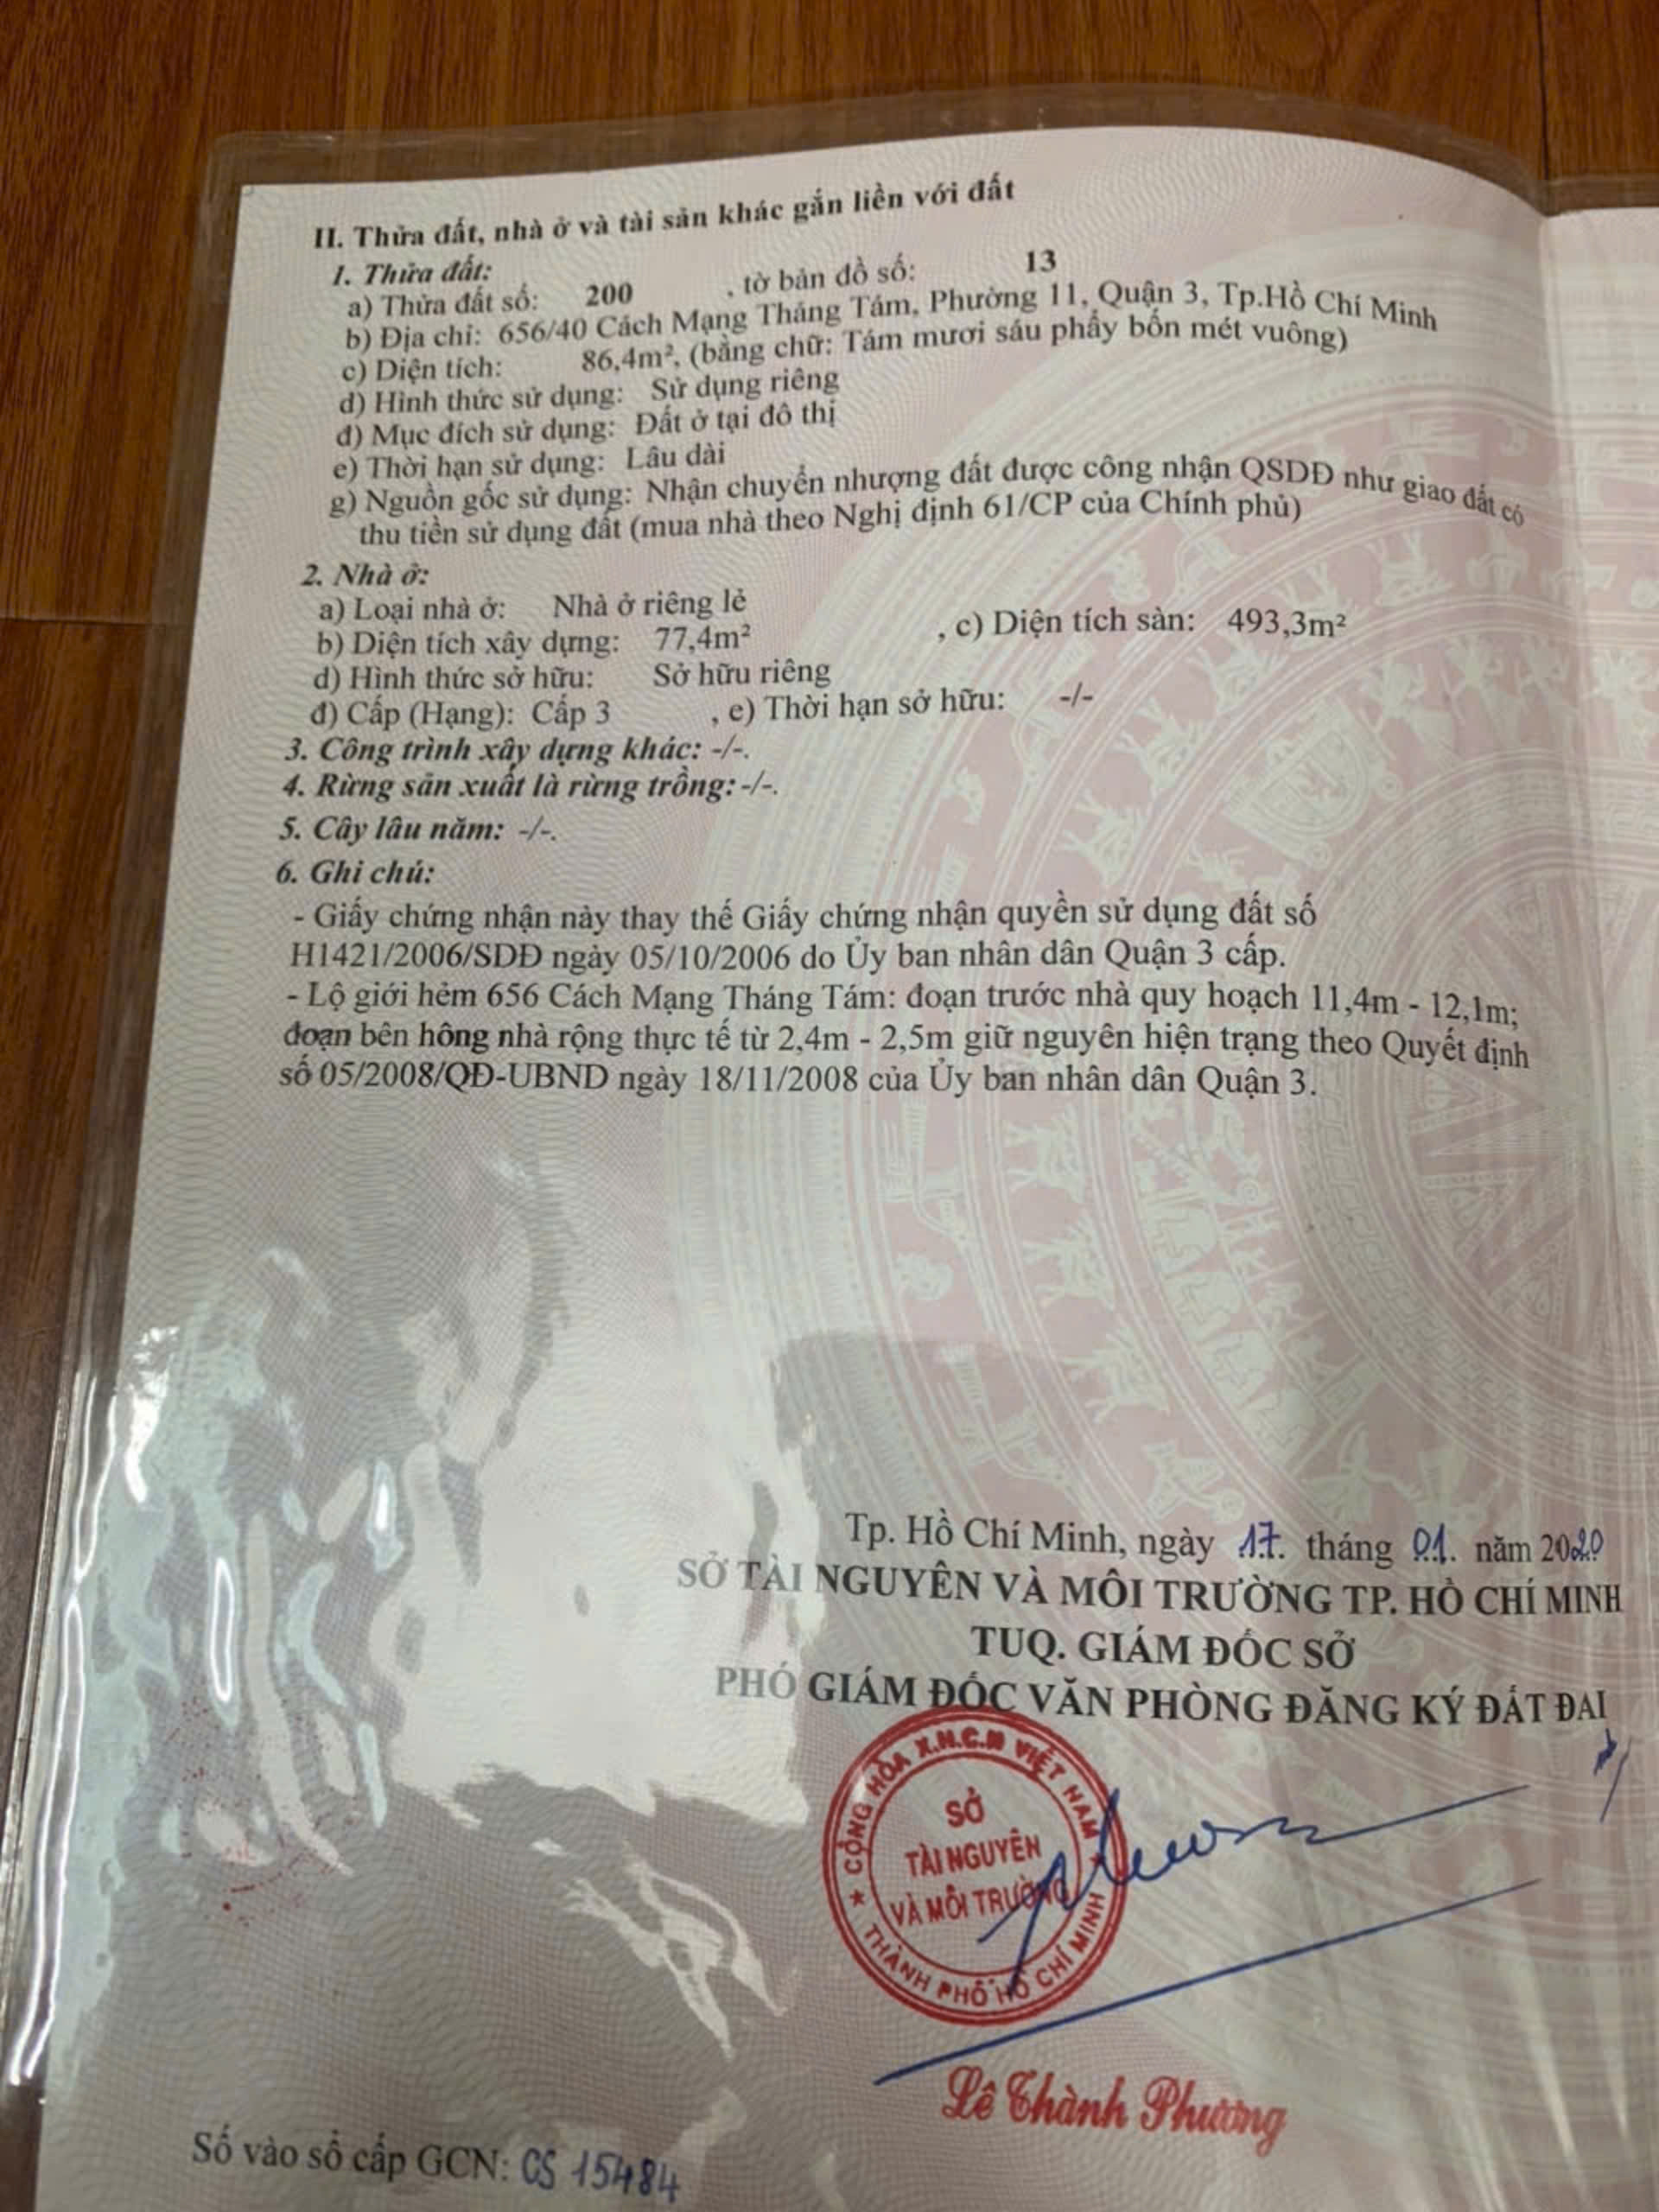 II. Thửa đất, nhà ở và tài sản khác gắn liền với đất
1. Thửa đất:
a) Thửa đất số: 200 , tờ bản đồ số: 13
b) Địa chỉ: 656/40 Cách Mạng Tháng Tám, Phường 11, Quận 3, Tp.Hồ Chí Minh
c) Diện tích: 86,4m², (bằng chữ: Tám mươi sáu phẩy bốn mét vuông)
d) Hình thức sử dụng: Sử dụng riêng
đ) Mục đích sử dụng: Đất ở tại đô thị
e) Thời hạn sử dụng: Lâu dài
g) Nguồn gốc sử dụng: Nhận chuyển nhượng đất được công nhận QSDĐ như giao đất có
thu tiền sử dụng đất (mua nhà theo Nghị định 61/CP của Chính phủ)
2. Nhà ở:
a) Loại nhà ở: Nhà ở riêng lẻ
b) Diện tích xây dựng: 77,4m² , c) Diện tích sàn: 493,3m²
d) Hình thức sở hữu: Sở hữu riêng
đ) Cấp (Hạng): Cấp 3 , e) Thời hạn sở hữu: -/-
3. Công trình xây dựng khác: -/-.
4. Rừng sản xuất là rừng trồng: -/-.
5. Cây lâu năm: -/-.
6. Ghi chú:
- Giấy chứng nhận này thay thế Giấy chứng nhận quyền sử dụng đất số
H1421/2006/SDĐ ngày 05/10/2006 do Ủy ban nhân dân Quận 3 cấp.
- Lộ giới hẻm 656 Cách Mạng Tháng Tám: đoạn trước nhà quy hoạch 11,4m - 12,1m;
đoạn bên hông nhà rộng thực tế từ 2,4m - 2,5m giữ nguyên hiện trạng theo Quyết định
số 05/2008/QĐ-UBND ngày 18/11/2008 của Ủy ban nhân dân Quận 3.
Tp. Hồ Chí Minh, ngày 17. tháng 01. năm 2020
SỞ TÀI NGUYÊN VÀ MÔI TRƯỜNG TP. HỒ CHÍ MINH
TUQ. GIÁM ĐỐC SỞ
PHÓ GIÁM ĐỐC VĂN PHÒNG ĐĂNG KÝ ĐẤT ĐAI
CỘNG HÒA X.H.C.N VIỆT NAM
SỞ
TÀI NGUYÊN
VÀ MÔI TRƯỜNG
THÀNH PHỐ HỒ CHÍ MINH
Lê Thành Phương
Số vào sổ cấp GCN: CS 15484